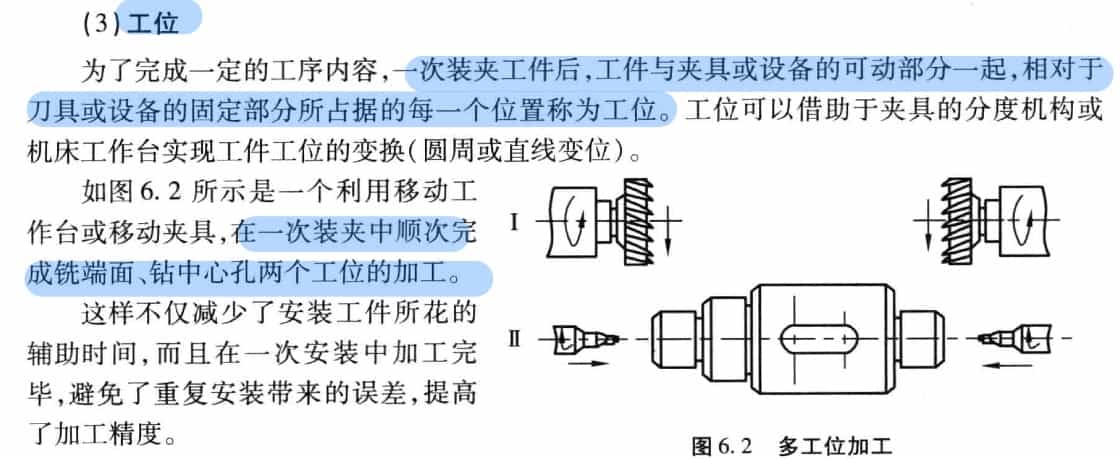 (3)工位
为了完成一定的工序内容,一次装夹工件后,工件与夹具或设备的可动部分一起,相对于
刀具或设备的固定部分所占据的每一个位置称为工位。工位可以借助于夹具的分度机构或
机床工作台实现工件工位的变换(圆周或直线变位)。
如图6.2所示是一个利用移动工
作台或移动夹具,在一次装夹中顺次完
成铣端面、钻中心孔两个工位的加工。
这样不仅减少了安装工件所花的
辅助时间,而且在一次安装中加工完
毕,避免了重复安装带来的误差,提高
了加工精度。
Ⅰ
Ⅱ
图6.2 多工位加工